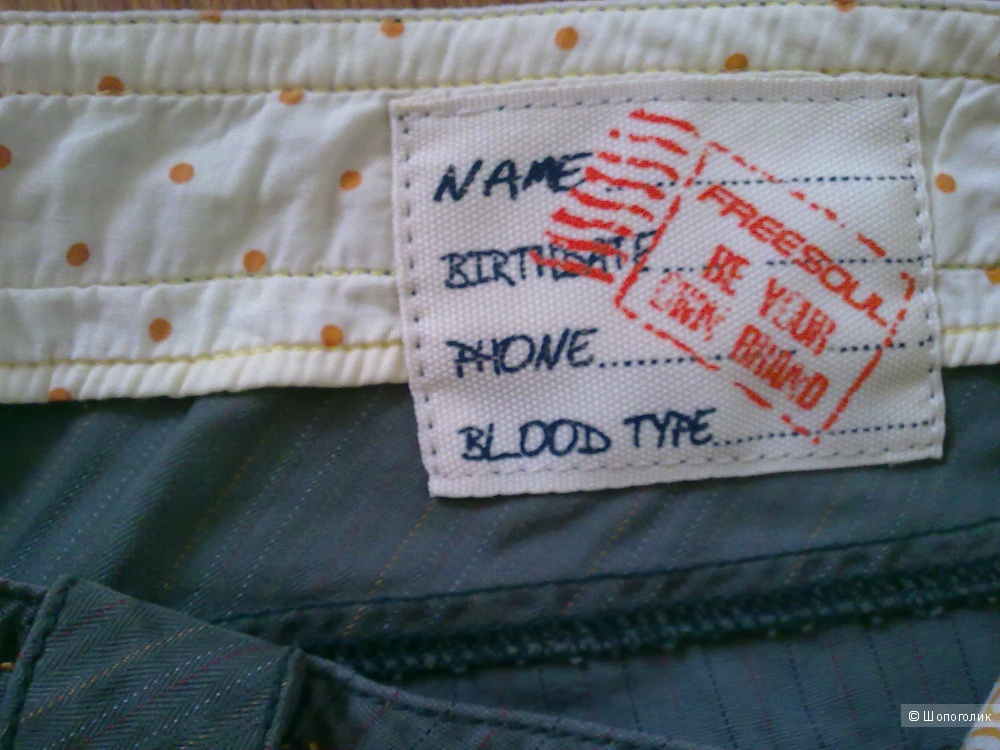 NAME
BIRTHDATE
PHONE
BLOOD TYPE
FREESOUL
BE YOUR
OWN BRAND
© Шопоголик